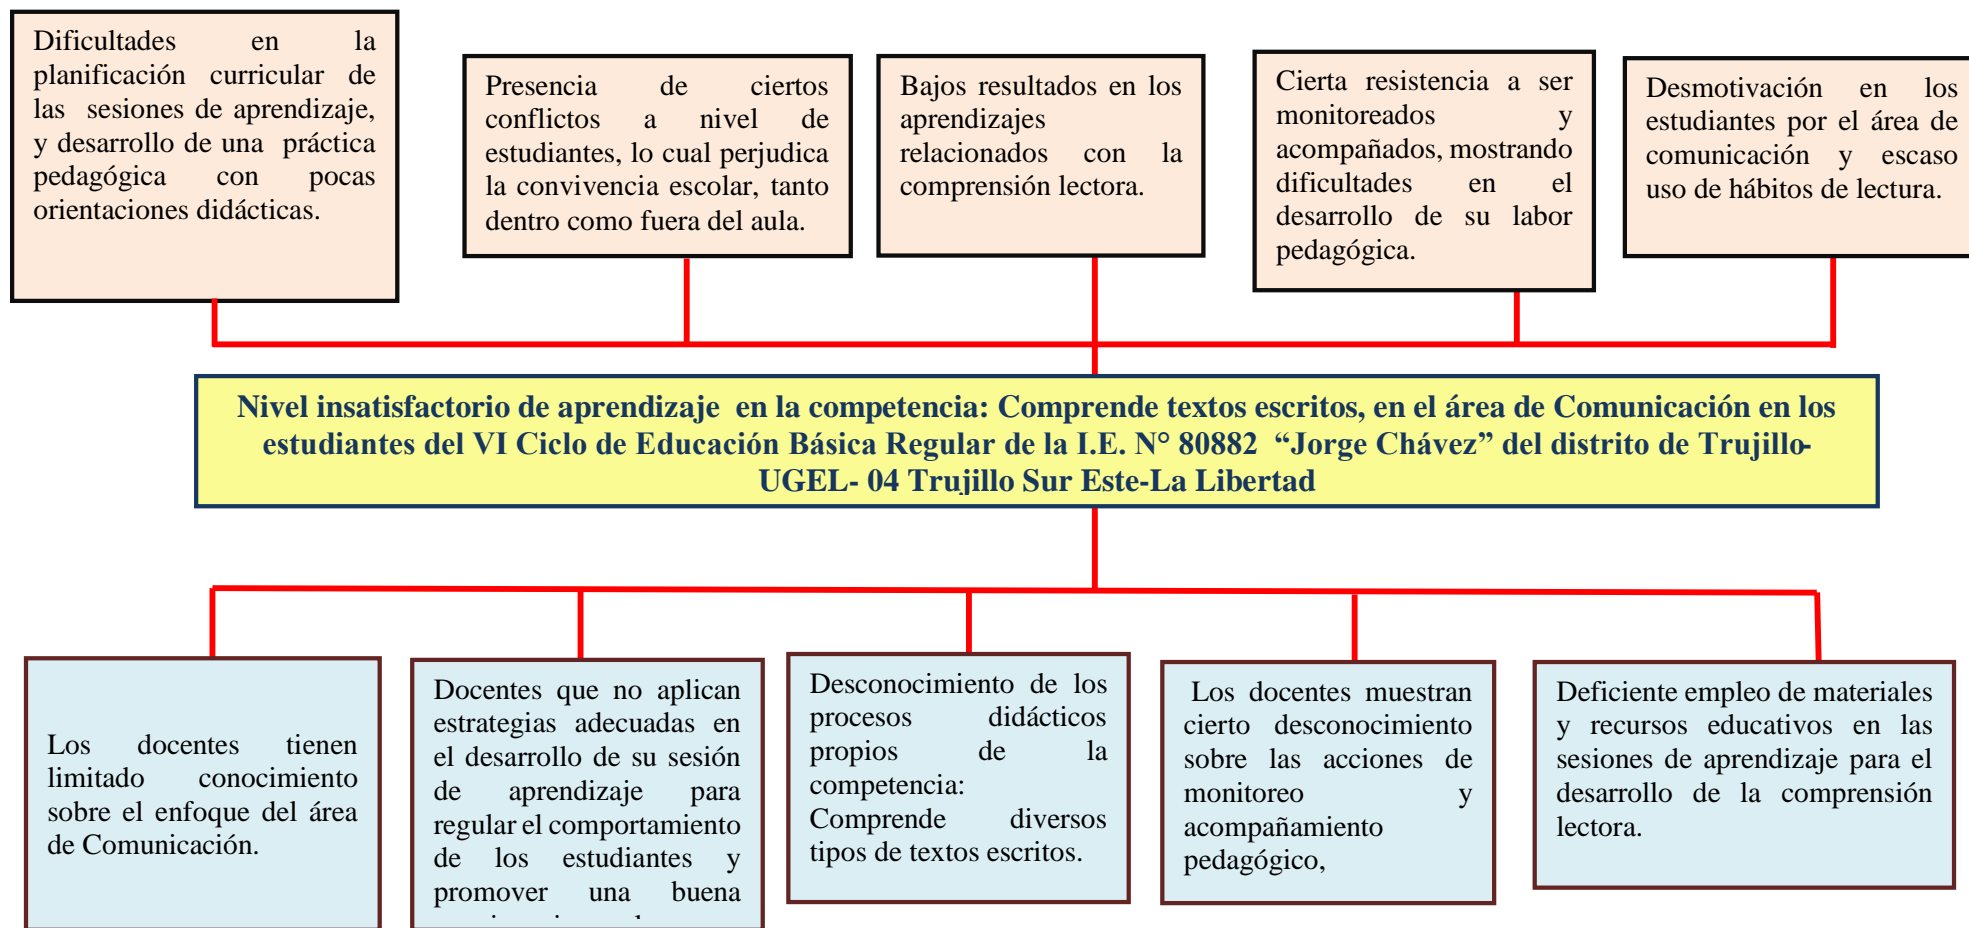 Dificultades en la
planificación curricular de
las sesiones de aprendizaje,
y desarrollo de una práctica
pedagógica con pocas
orientaciones didácticas.
Presencia de ciertos
conflictos a nivel de
estudiantes, lo cual perjudica
la convivencia escolar, tanto
dentro como fuera del aula.
Bajos resultados en los
aprendizajes
relacionados con la
comprensión lectora.
Cierta resistencia a ser
monitoreados y
acompañados, mostrando
dificultades en el
desarrollo de su labor
pedagógica.
Desmotivación en los
estudiantes por el área de
comunicación y escaso
uso de hábitos de lectura.
Nivel insatisfactorio de aprendizaje en la competencia: Comprende textos escritos, en el área de Comunicación en los
estudiantes del VI Ciclo de Educación Básica Regular de la I.E. N° 80882 “Jorge Chávez” del distrito de Trujillo-
UGEL- 04 Trujillo Sur Este-La Libertad
Los docentes tienen
limitado conocimiento
sobre el enfoque del área
de Comunicación.
Docentes que no aplican
estrategias adecuadas en
el desarrollo de su sesión
de aprendizaje para
regular el comportamiento
de los estudiantes y
promover una buena
Desconocimiento de los
procesos didácticos
propios de la
competencia:
Comprende diversos
tipos de textos escritos.
Los docentes muestran
cierto desconocimiento
sobre las acciones de
monitoreo y
acompañamiento
pedagógico,
Deficiente empleo de materiales
y recursos educativos en las
sesiones de aprendizaje para el
desarrollo de la comprensión
lectora.